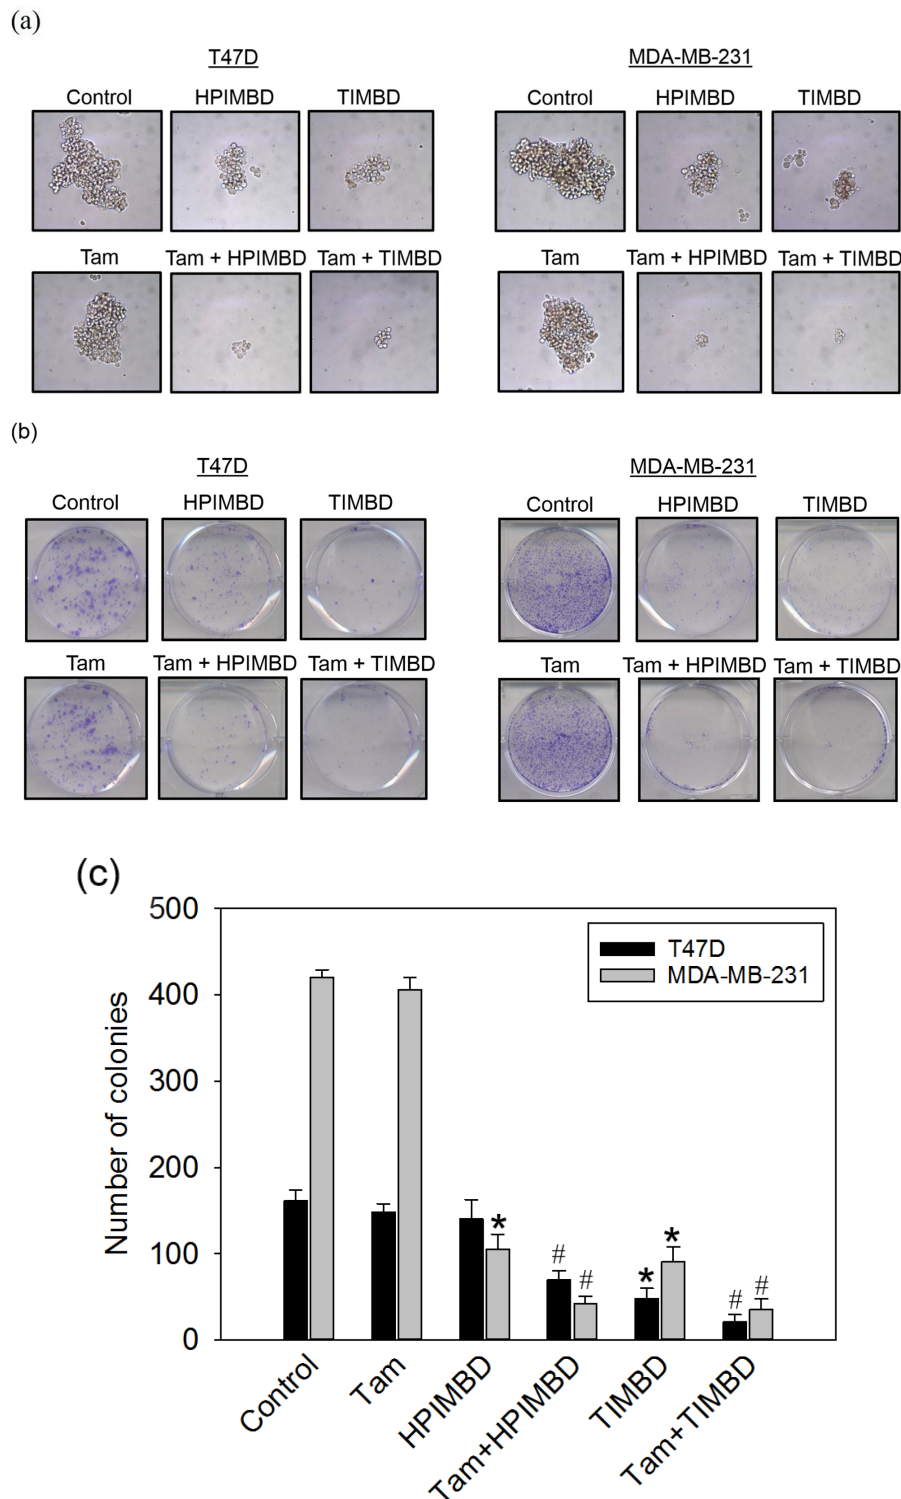 (a)
T47D
MDA-MB-231
Control HPIMBD TIMBD
Control HPIMBD TIMBD
Tam Tam + HPIMBD Tam + TIMBD
Tam Tam + HPIMBD Tam + TIMBD
(b)
T47D
MDA-MB-231
Control HPIMBD TIMBD
Control HPIMBD TIMBD
Tam Tam + HPIMBD Tam + TIMBD
Tam Tam + HPIMBD Tam + TIMBD
(c)
Number of colonies
500
400
300
200
100
0
T47D
MDA-MB-231
*
#
#
*
*
#
#
Control
Tam
HPIMBD
Tam+HPIMBD
TIMBD
Tam+TIMBD